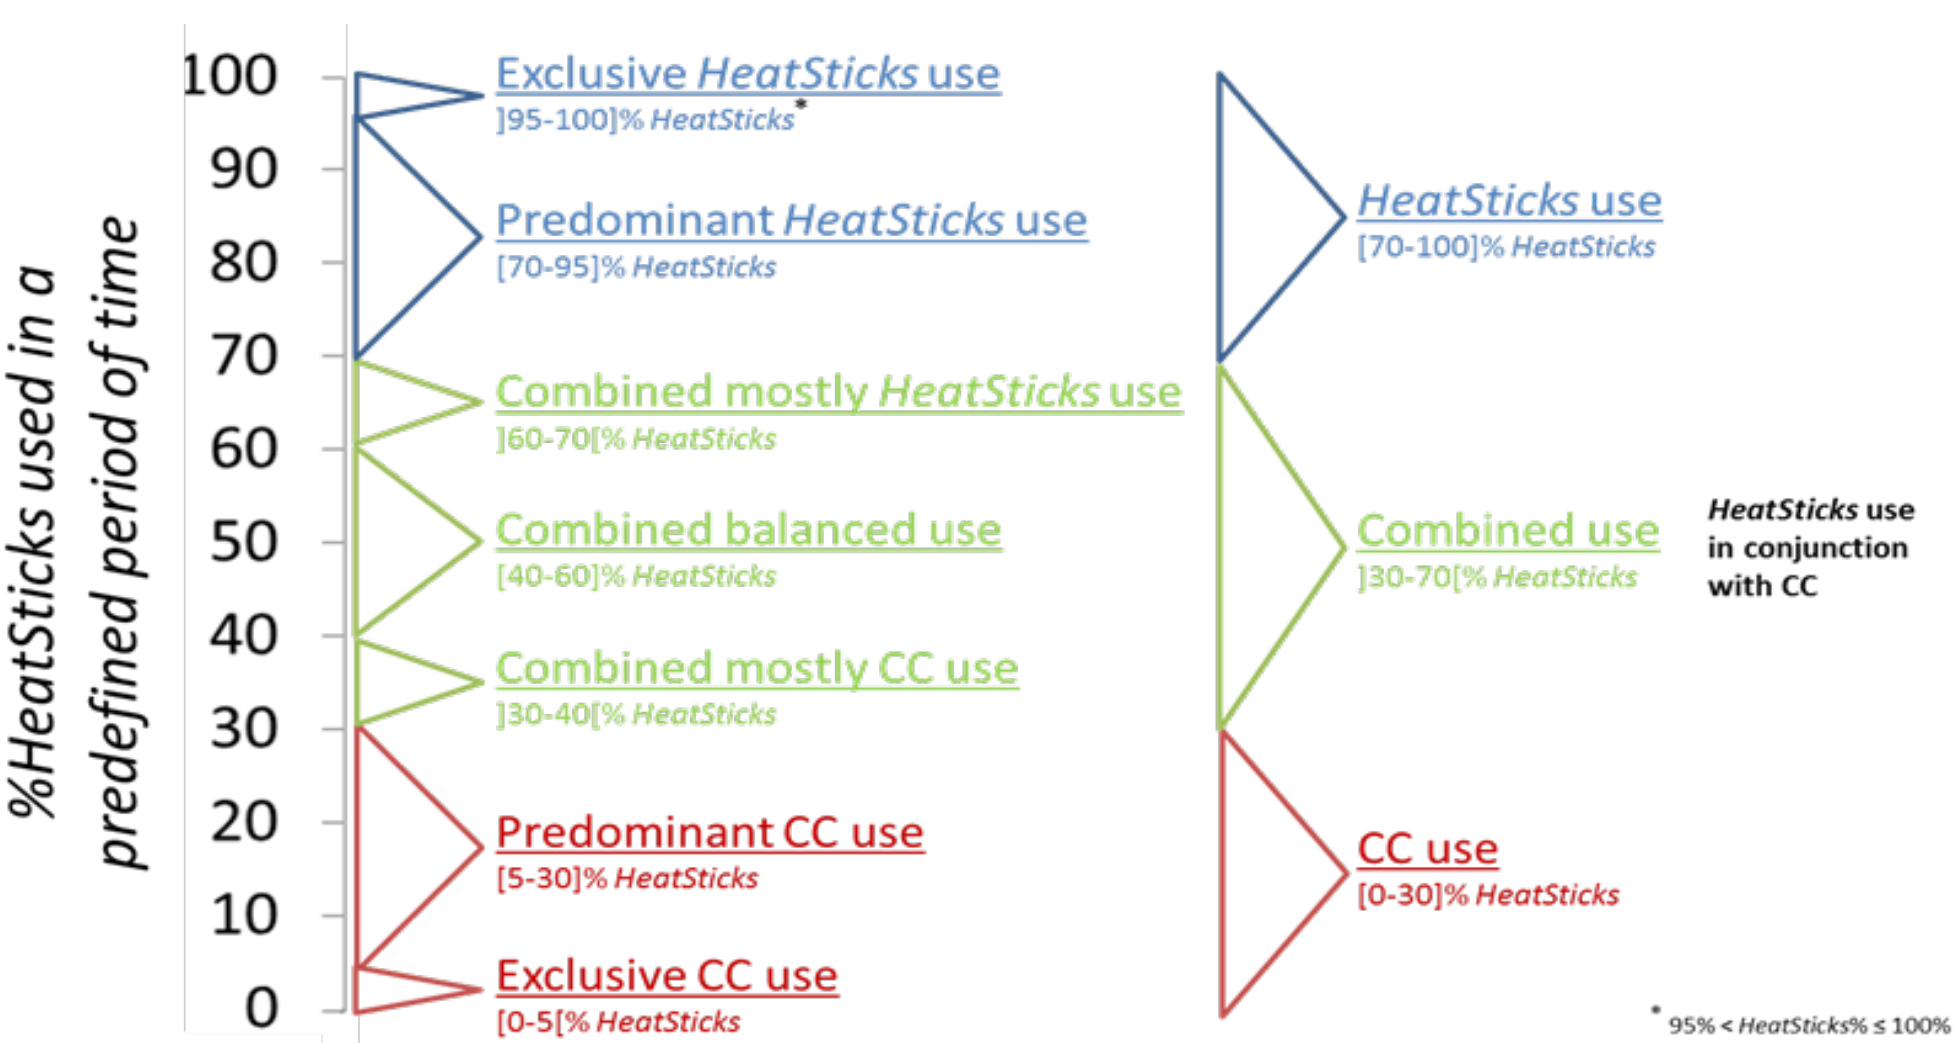 %HeatSticks used in a
predefined period of time
100
90
80
70
60
50
40
30
20
10
0
Exclusive HeatSticks use
]95-100]% HeatSticks*
Predominant HeatSticks use
[70-95]% HeatSticks
Combined mostly HeatSticks use
]60-70[% HeatSticks
Combined balanced use
[40-60]% HeatSticks
Combined mostly CC use
]30-40[% HeatSticks
Predominant CC use
[5-30]% HeatSticks
Exclusive CC use
[0-5[% HeatSticks
HeatSticks use
[70-100]% HeatSticks
Combined use
]30-70[% HeatSticks
CC use
[0-30]% HeatSticks
HeatSticks use
in conjunction
with CC
* 95% < HeatSticks% ≤ 100%